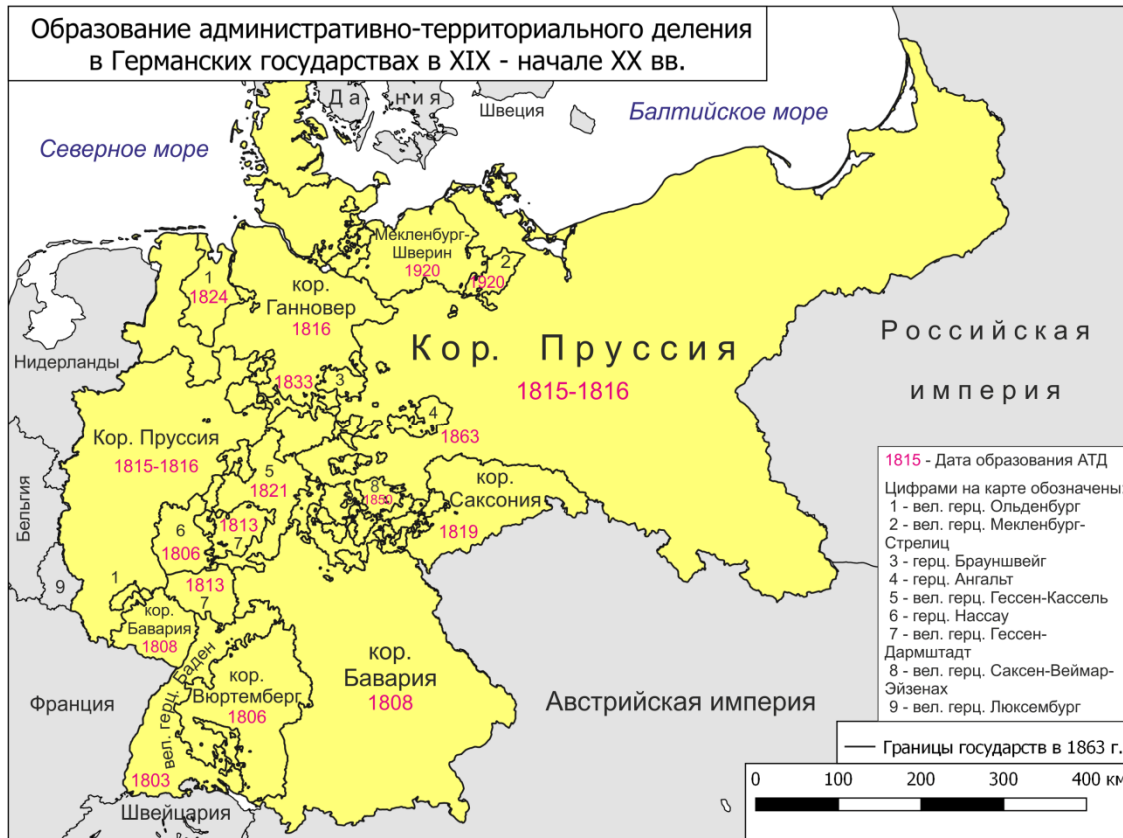 Образование административно-территориального деления
в Германских государствах в XIX - начале XX вв.
Дания
Швеция
Балтийское море
Северное море
Мекленбург-
Шверин
1920
2
1920
1
1824
кор.
Ганновер
1816
Нидерланды
Кор. Пруссия
1815-1816
Российская
империя
1833
3
4
1863
Кор. Пруссия
1815-1816
5
1821
8
1850
кор.
Саксония
1819
Бельгия
6
1806
1813
7
9
1
1813
7
кор.
Бавария
1808
вел. герц. Баден
1803
кор.
Вюртемберг
1806
кор.
Бавария
1808
Франция
Австрийская империя
Швейцария
1815 - Дата образования АТД
Цифрами на карте обозначены:
1 - вел. герц. Ольденбург
2 - вел. герц. Мекленбург-
Стрелиц
3 - герц. Брауншвейг
4 - герц. Ангальт
5 - вел. герц. Гессен-Кассель
6 - герц. Нассау
7 - вел. герц. Гессен-
Дармштадт
8 - вел. герц. Саксен-Веймар-
Эйзенах
9 - вел. герц. Люксембург
Границы государств в 1863 г.
0 100 200 300 400 км